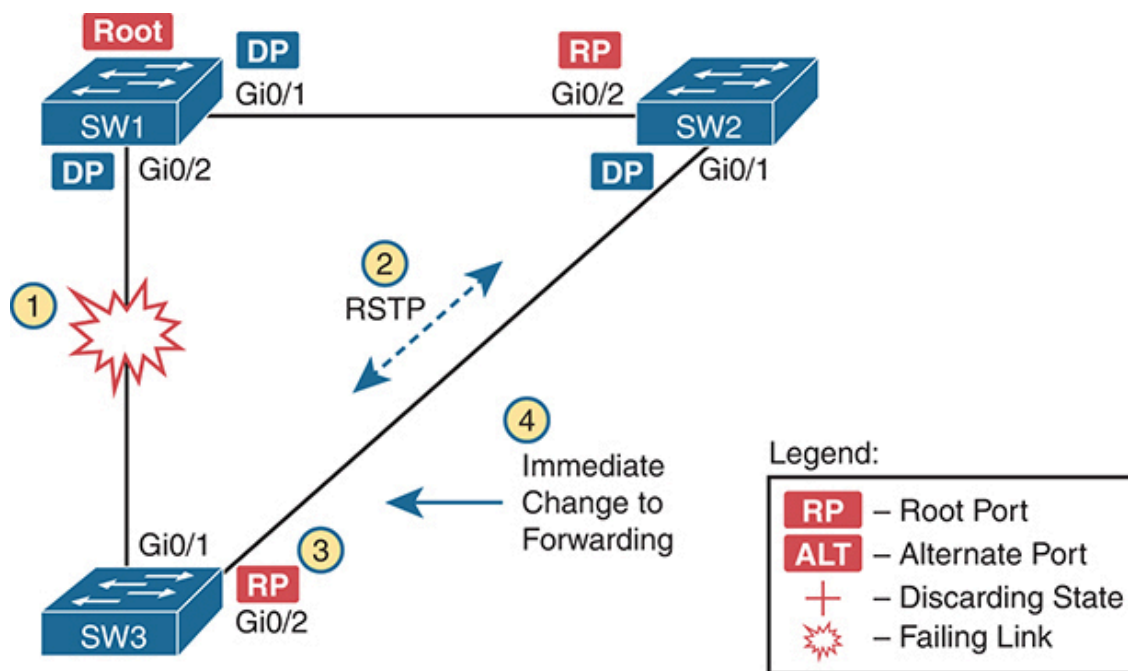 Root
DP
Gi0/1
RP
Gi0/2
SW1
SW2
DP
Gi0/2
DP
Gi0/1
1
2
RSTP
4
Immediate
Change to
Forwarding
Gi0/1
3
RP
Gi0/2
SW3
Legend:
RP – Root Port
ALT – Alternate Port
– Discarding State
– Failing Link